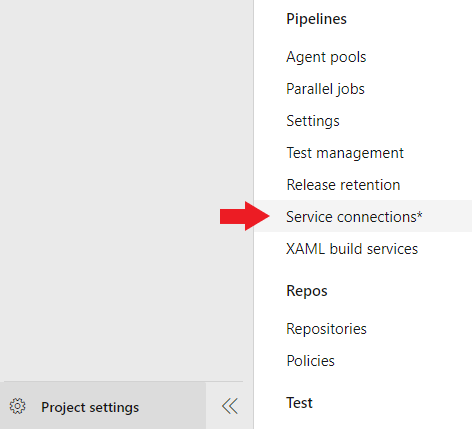 Pipelines
Agent pools
Parallel jobs
Settings
Test management
Release retention
Service connections*
XAML build services
Repos
Repositories
Policies
Project settings
Test